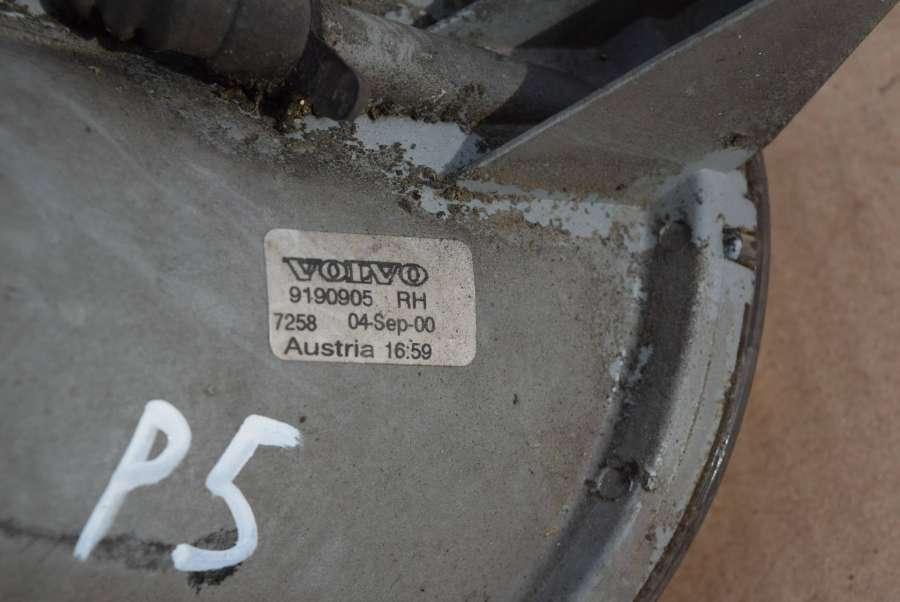 VOLVO
9190905 RH
7258 04-Sep-00
Austria 16:59
P5